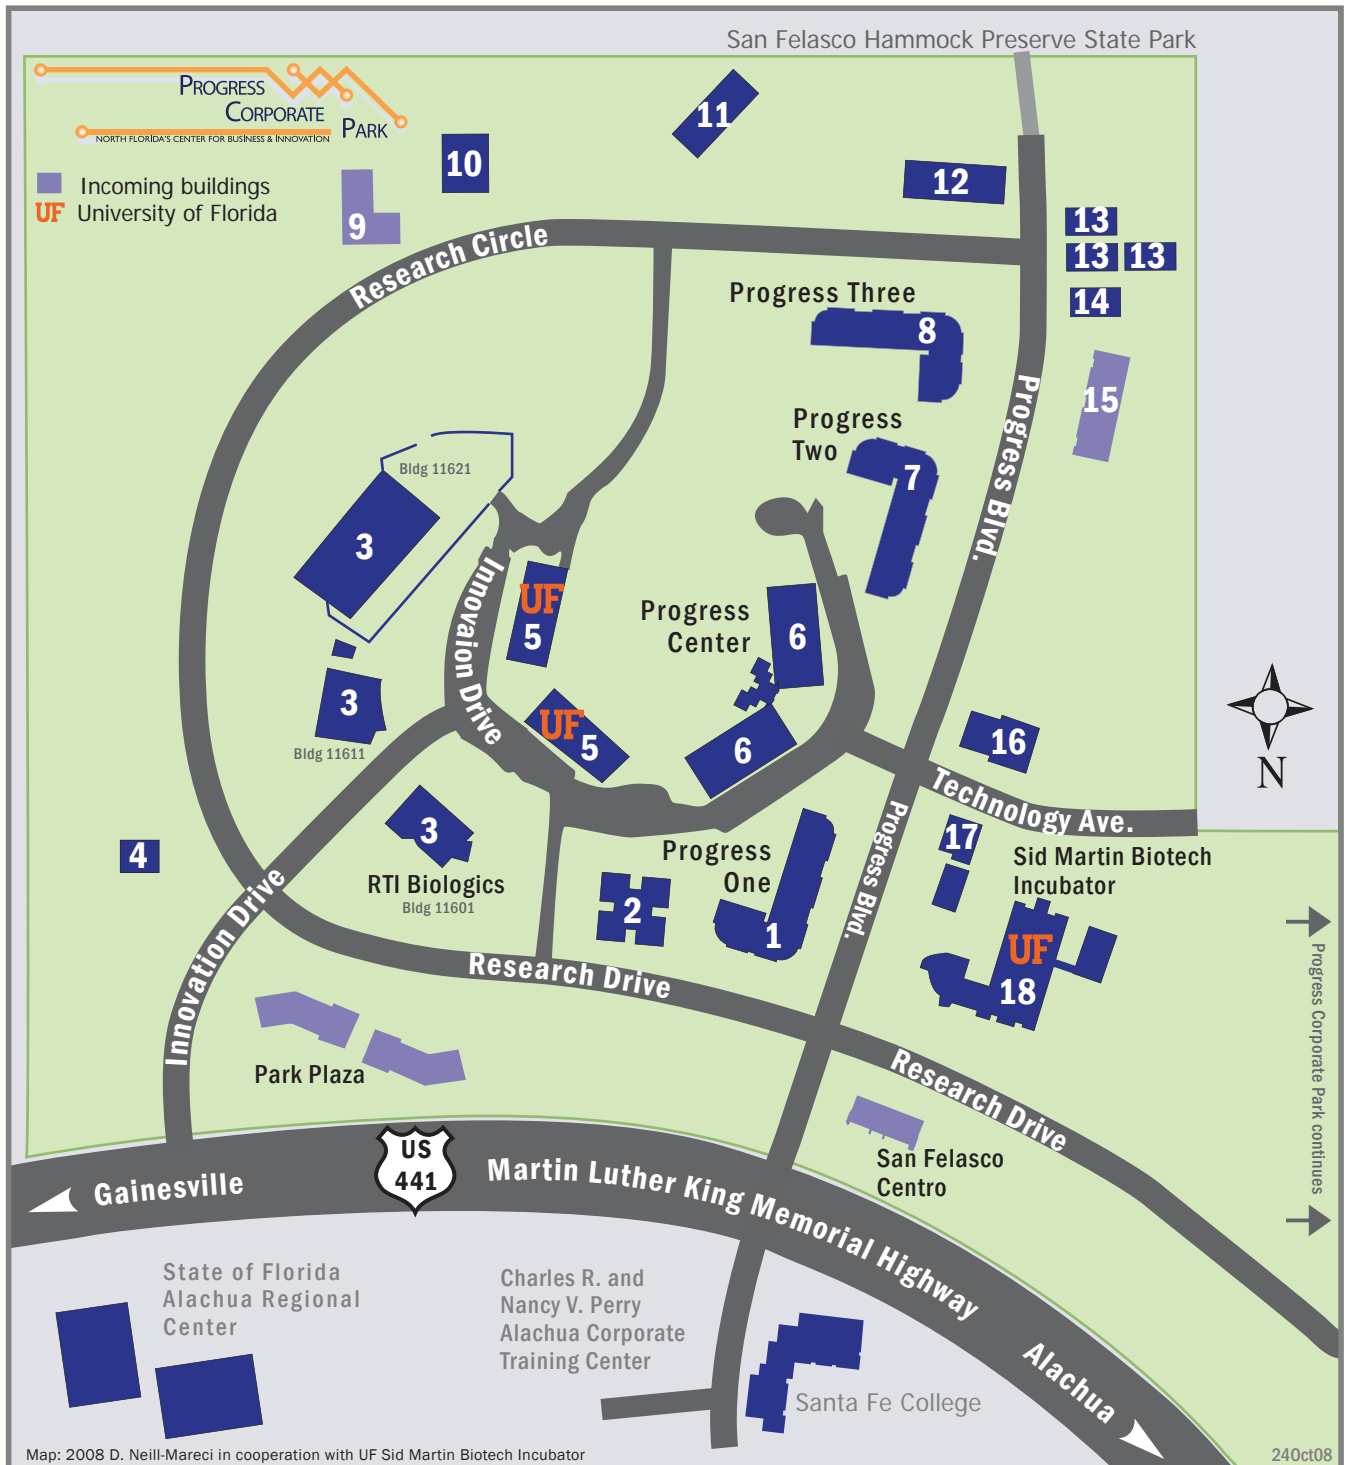 San Felasco Hammock Preserve State Park
PROGRESS
CORPORATE
PARK
NORTH FLORIDA'S CENTER FOR BUSINESS & INNOVATION
Incoming buildings
UF University of Florida
11
10
12
9
13
13 13
14
Research Circle
Progress Three
8
15
Progress Blvd.
Progress
Two
7
Bldg 11621
3
Innovaion Drive
UF
5
Progress
Center
6
3
Bldg 11611
UF
5
6
16
N
Technology Ave.
17
Progress Blvd.
Sid Martin Biotech
Incubator
4
3
RTI Biologics
Bldg 11601
Progress
One
2
1
UF
18
Innovation Drive
Research Drive
Progress Corporate Park continues
Park Plaza
Research Drive
San Felasco
Centro
US
441
Gainesville
Martin Luther King Memorial Highway
Alachua
State of Florida
Alachua Regional
Center
Charles R. and
Nancy V. Perry
Alachua Corporate
Training Center
Santa Fe College
Map: 2008 D. Neill-Mareci in cooperation with UF Sid Martin Biotech Incubator
24Oct08